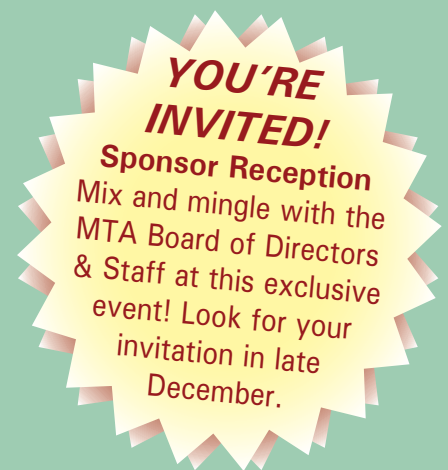 YOU'RE
INVITED!
Sponsor Reception
Mix and mingle with the
MTA Board of Directors
& Staff at this exclusive
event! Look for your
invitation in late
December.